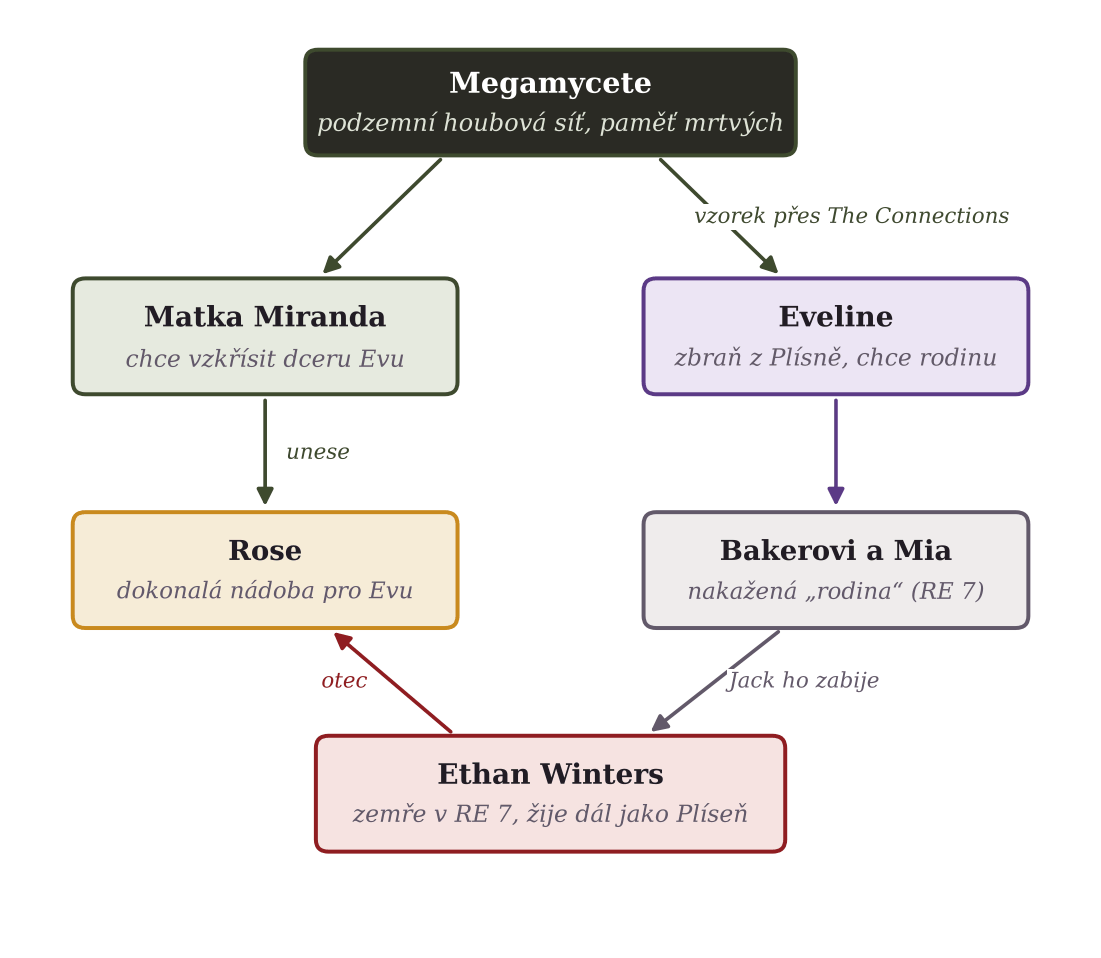 Megamycete
podzemní houbová síť, paměť mrtvých
vzorek přes The Connections
Matka Miranda
chce vzkřísit dceru Evu
Eveline
zbraň z Plísně, chce rodinu
unese
Rose
dokonalá nádoba pro Evu
Bakerovi a Mia
nakažená „rodina“ (RE 7)
otec
Jack ho zabije
Ethan Winters
zemře v RE 7, žije dál jako Plíseň